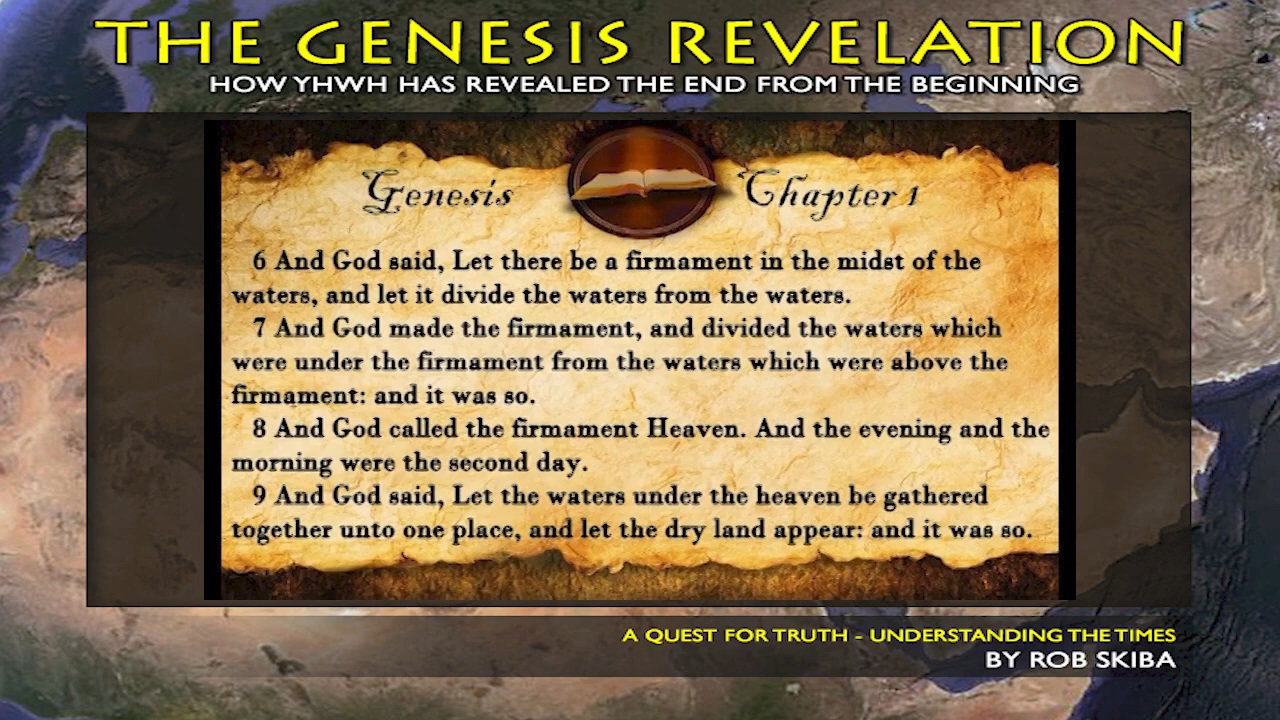 THE GENESIS REVELATION
HOW YHWH HAS REVEALED THE END FROM THE BEGINNING
Genesis Chapter 1
6 And God said, Let there be a firmament in the midst of the
waters, and let it divide the waters from the waters.
7 And God made the firmament, and divided the waters which
were under the firmament from the waters which were above the
firmament: and it was so.
8 And God called the firmament Heaven. And the evening and the
morning were the second day.
9 And God said, Let the waters under the heaven be gathered
together unto one place, and let the dry land appear: and it was so.
A QUEST FOR TRUTH - UNDERSTANDING THE TIMES
BY ROB SKIBA